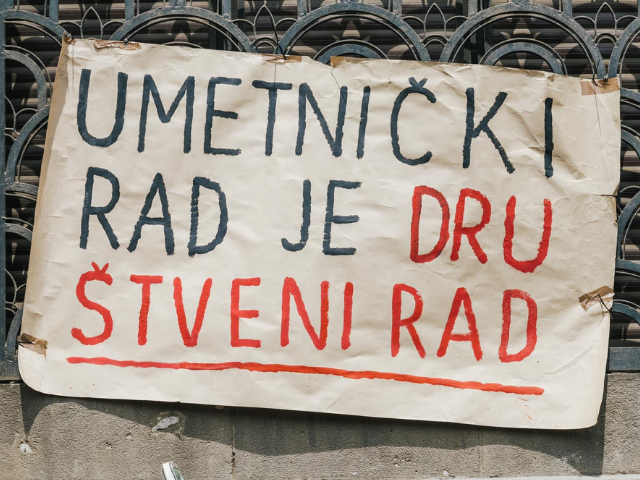 UMETNIČKI
RAD JE DRU
ŠTVENI RAD